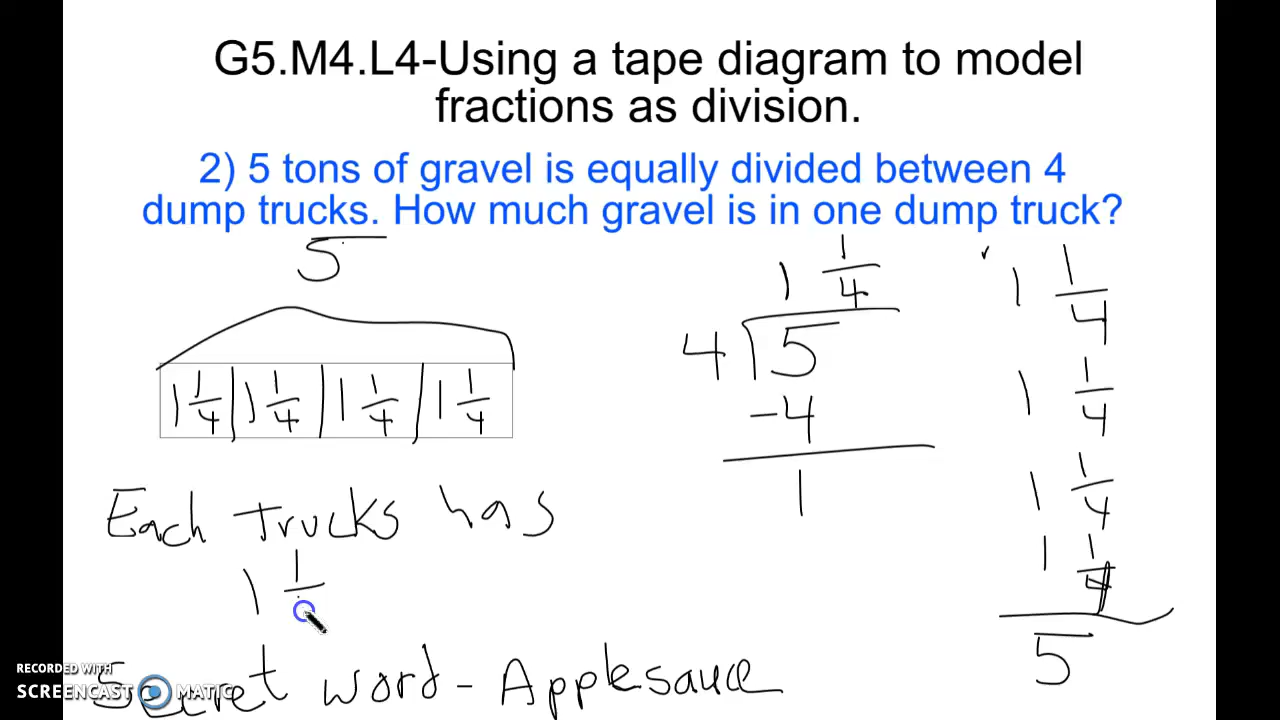 G5.M4.L4-Using a tape diagram to model
fractions as division.
2) 5 tons of gravel is equally divided between 4
dump trucks. How much gravel is in one dump truck?
5
1 1/4 | 1 1/4 | 1 1/4 | 1 1/4
Each trucks has
1 1/
Secret word - Applesauce
1 1/4
4 5
-4
1
1 1/4
1 1/4
1 1/4
1 1/4
5
RECORDED WITH
SCREENCAST MATIC